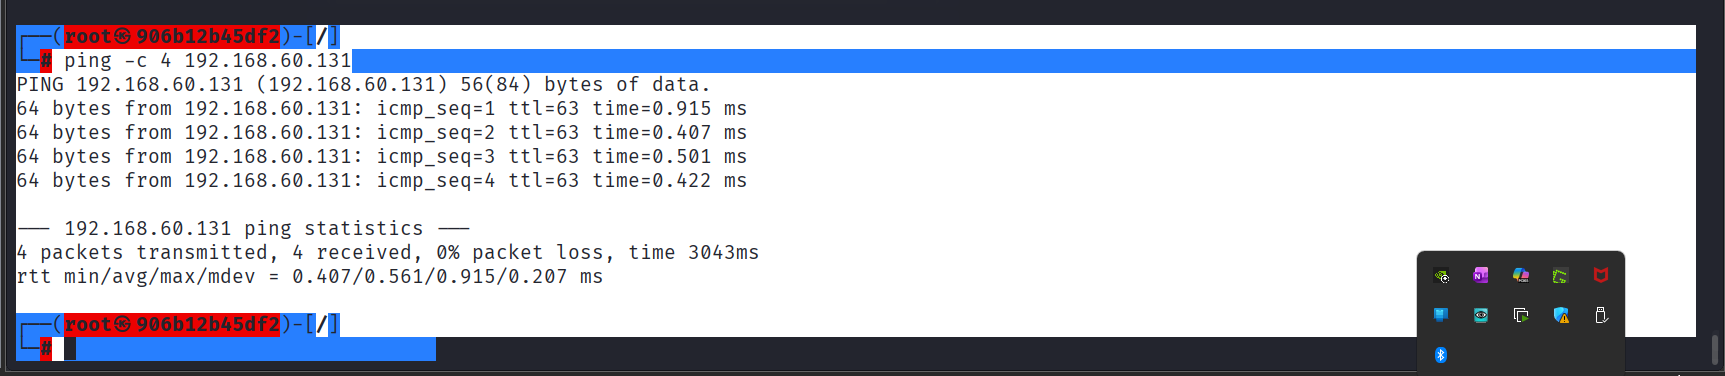 ┌──(root㉿906b12b45df2)-[/]
└─# ping -c 4 192.168.60.131
PING 192.168.60.131 (192.168.60.131) 56(84) bytes of data.
64 bytes from 192.168.60.131: icmp_seq=1 ttl=63 time=0.915 ms
64 bytes from 192.168.60.131: icmp_seq=2 ttl=63 time=0.407 ms
64 bytes from 192.168.60.131: icmp_seq=3 ttl=63 time=0.501 ms
64 bytes from 192.168.60.131: icmp_seq=4 ttl=63 time=0.422 ms
--- 192.168.60.131 ping statistics ---
4 packets transmitted, 4 received, 0% packet loss, time 3043ms
rtt min/avg/max/mdev = 0.407/0.561/0.915/0.207 ms
┌──(root㉿906b12b45df2)-[/]
└─#